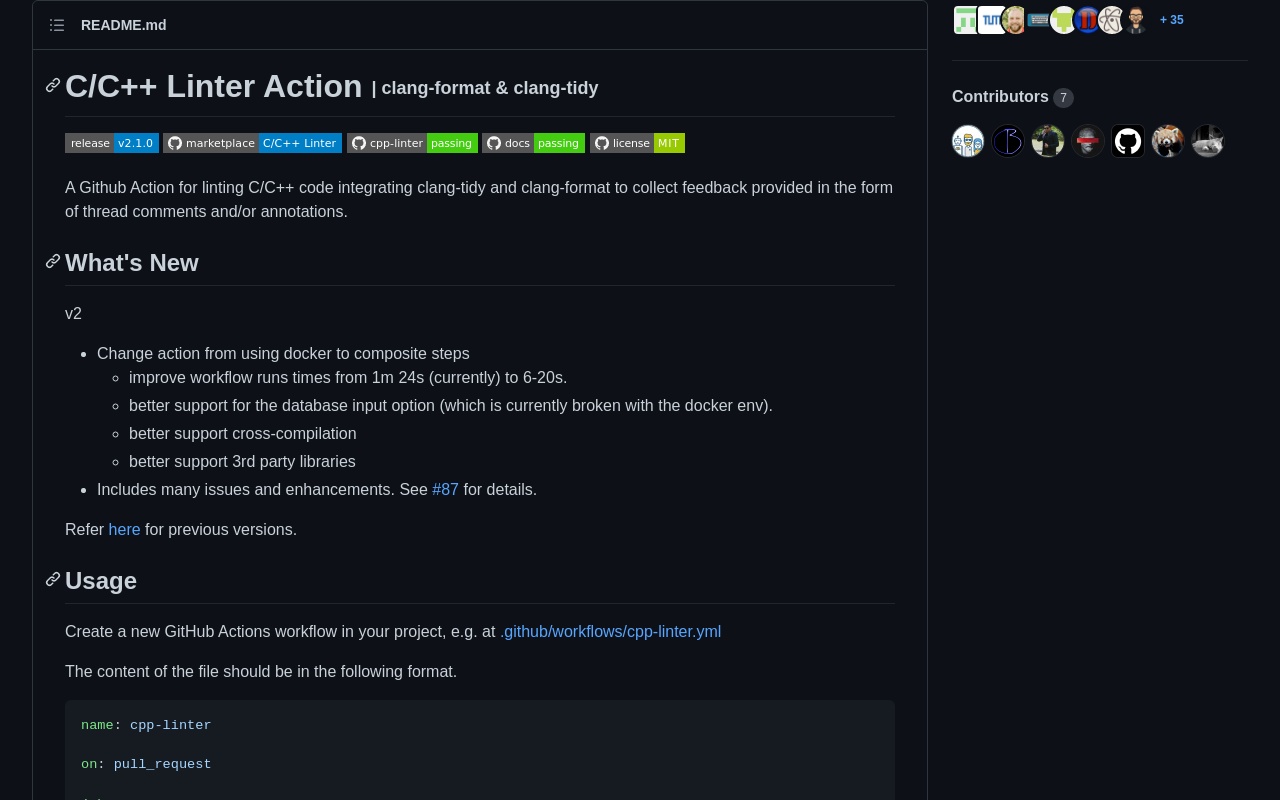 README.md
C/C++ Linter Action | clang-format & clang-tidy
release v2.1.0 marketplace C/C++ Linter cpp-linter passing docs passing license MIT
A Github Action for linting C/C++ code integrating clang-tidy and clang-format to collect feedback provided in the form
of thread comments and/or annotations.
What's New
v2
Change action from using docker to composite steps
improve workflow runs times from 1m 24s (currently) to 6-20s.
better support for the database input option (which is currently broken with the docker env).
better support cross-compilation
better support 3rd party libraries
Includes many issues and enhancements. See #87 for details.
Refer here for previous versions.
Usage
Create a new GitHub Actions workflow in your project, e.g. at .github/workflows/cpp-linter.yml
The content of the file should be in the following format.
name: cpp-linter
on: pull_request
+ 35
Contributors 7